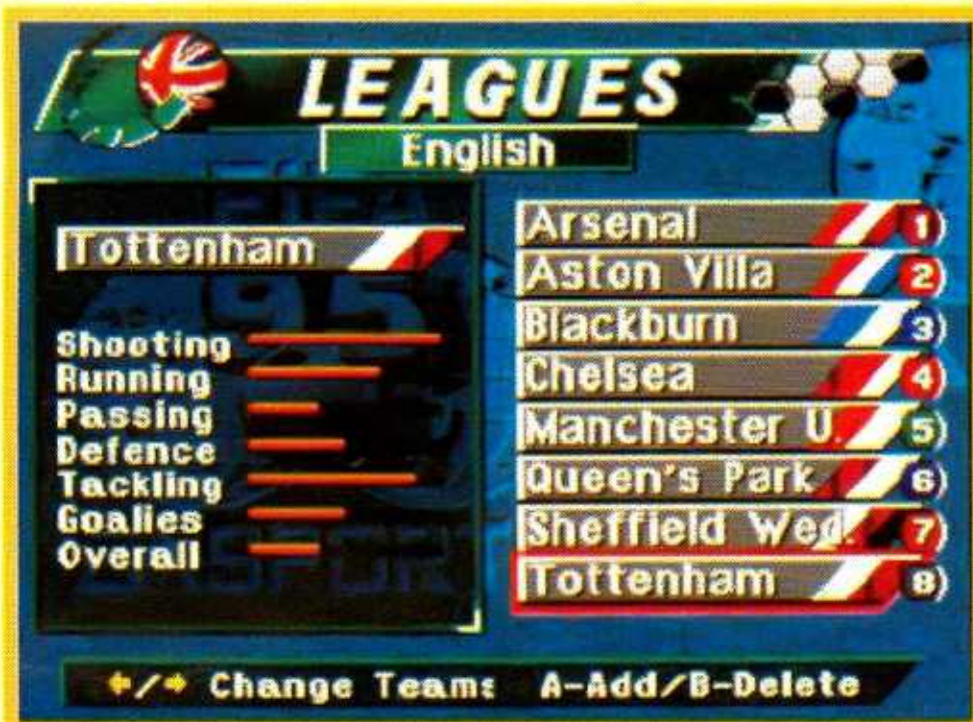 LEAGUES
English
Tottenham
Shooting
Running
Passing
Defence
Tackling
Goalies
Overall
Arsenal 1)
Aston Villa 2)
Blackburn 3)
Chelsea 4)
Manchester U. 5)
Queen's Park 6)
Sheffield Wed. 7)
Tottenham 8)
←/→ Change Teams A-Add/B-Delete